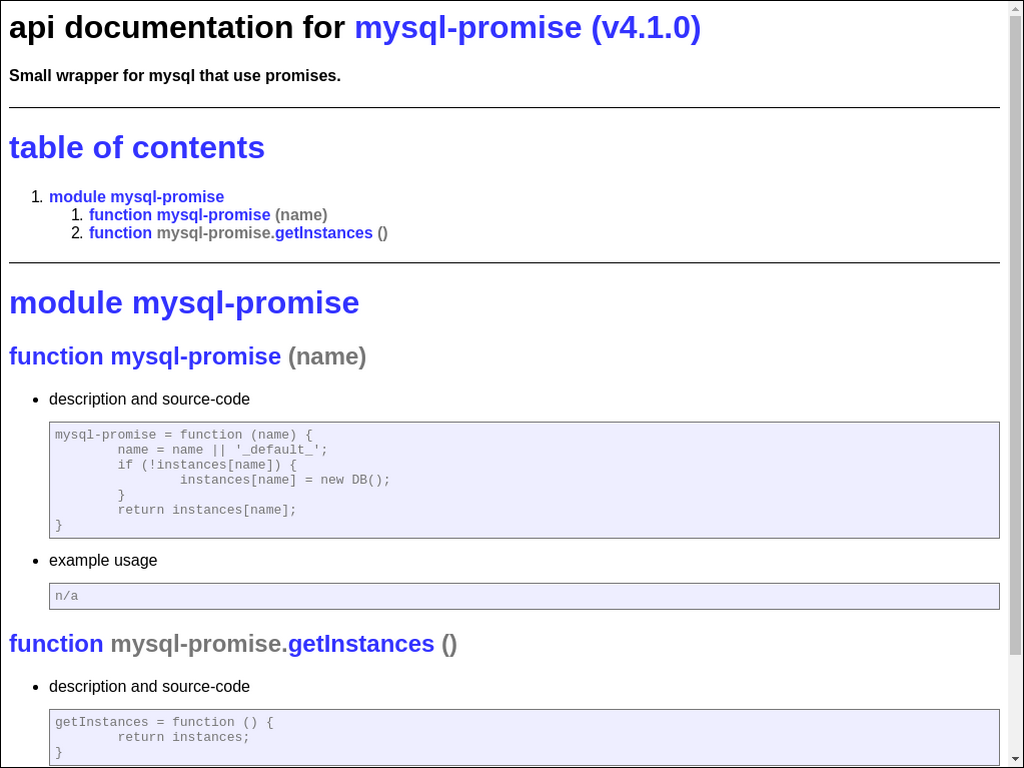 api documentation for mysql-promise (v4.1.0)
Small wrapper for mysql that use promises.
table of contents
1. module mysql-promise
1. function mysql-promise (name)
2. function mysql-promise.getInstances ()
module mysql-promise
function mysql-promise (name)
• description and source-code
mysql-promise = function (name) {
        name = name || '_default_';
        if (!instances[name]) {
                instances[name] = new DB();
        }
        return instances[name];
}
• example usage
n/a
function mysql-promise.getInstances ()
• description and source-code
getInstances = function () {
        return instances;
}